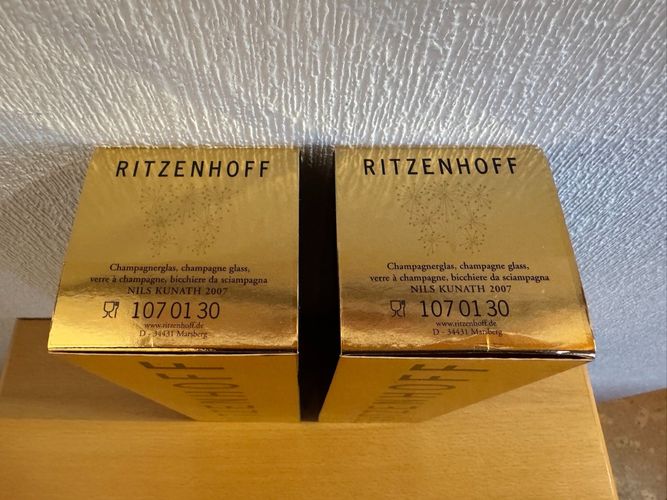 RITZENHOFF
Champagnerglas, champagne glass,
verre à champagne, bicchiere da sciampagna
NILS KUNATH 2007
107 01 30
www.ritzenhoff.de
D - 34431 Marsberg
RITZENHOFF
Champagnerglas, champagne glass,
verre à champagne, bicchiere da sciampagna
NILS KUNATH 2007
107 01 30
www.ritzenhoff.de
D - 34431 Marsberg